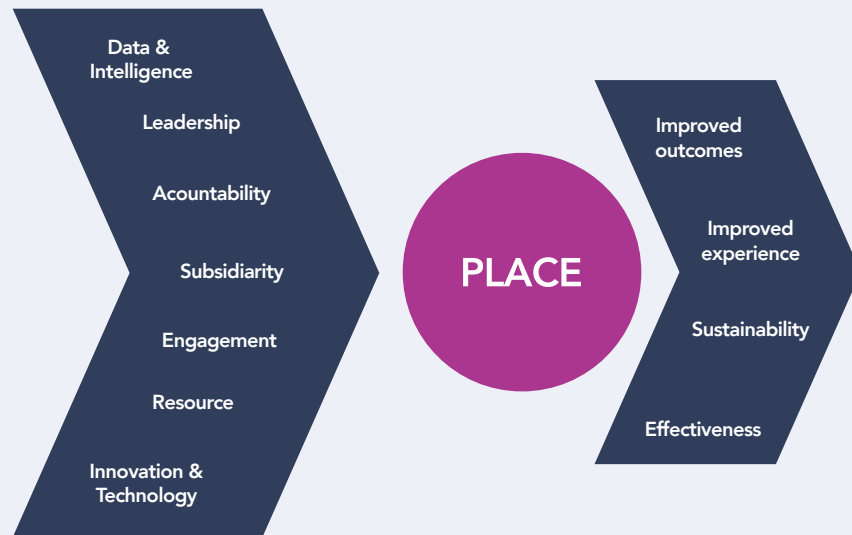 Data &
Intelligence
Leadership
Acountability
Subsidiarity
Engagement
Resource
Innovation &
Technology
PLACE
Improved
outcomes
Improved
experience
Sustainability
Effectiveness